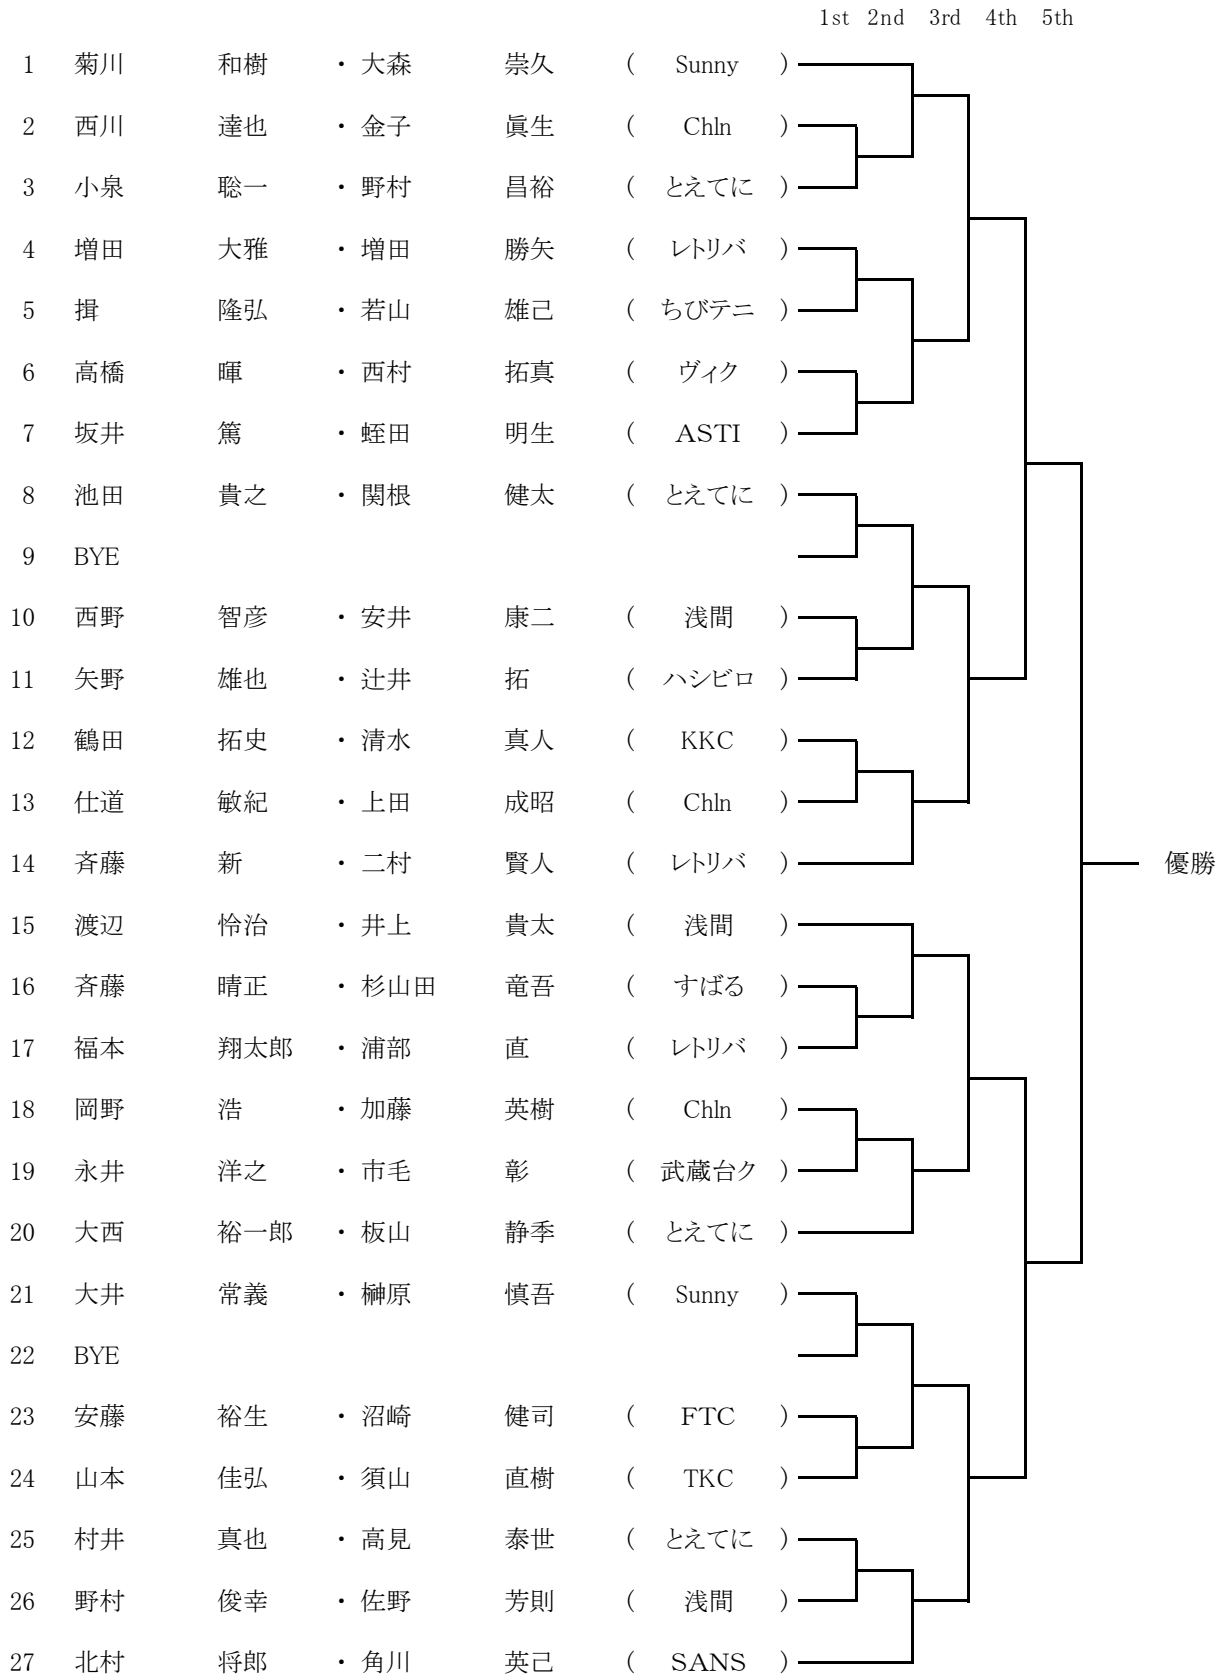 1st 2nd 3rd 4th 5th
1 菊川 和樹 ・ 大森 崇久 ( Sunny )
2 西川 達也 ・ 金子 眞生 ( Chln )
3 小泉 聡一 ・ 野村 昌裕 ( とえてに )
4 増田 大雅 ・ 増田 勝矢 ( レトリバ )
5 揖 隆弘 ・ 若山 雄己 ( ちびテニ )
6 高橋 暉 ・ 西村 拓真 ( ヴィク )
7 坂井 篤 ・ 蛭田 明生 ( ASTI )
8 池田 貴之 ・ 関根 健太 ( とえてに )
9 BYE
10 西野 智彦 ・ 安井 康二 ( 浅間 )
11 矢野 雄也 ・ 辻井 拓 ( ハシビロ )
12 鶴田 拓史 ・ 清水 真人 ( KKC )
13 仕道 敏紀 ・ 上田 成昭 ( Chln )
14 斉藤 新 ・ 二村 賢人 ( レトリバ )
優勝
15 渡辺 怜治 ・ 井上 貴太 ( 浅間 )
16 斉藤 晴正 ・ 杉山田 竜吾 ( すばる )
17 福本 翔太郎 ・ 浦部 直 ( レトリバ )
18 岡野 浩 ・ 加藤 英樹 ( Chln )
19 永井 洋之 ・ 市毛 彰 ( 武蔵台ク )
20 大西 裕一郎 ・ 板山 静季 ( とえてに )
21 大井 常義 ・ 榊原 慎吾 ( Sunny )
22 BYE
23 安藤 裕生 ・ 沼崎 健司 ( FTC )
24 山本 佳弘 ・ 須山 直樹 ( TKC )
25 村井 真也 ・ 高見 泰世 ( とえてに )
26 野村 俊幸 ・ 佐野 芳則 ( 浅間 )
27 北村 将郎 ・ 角川 英己 ( SANS )